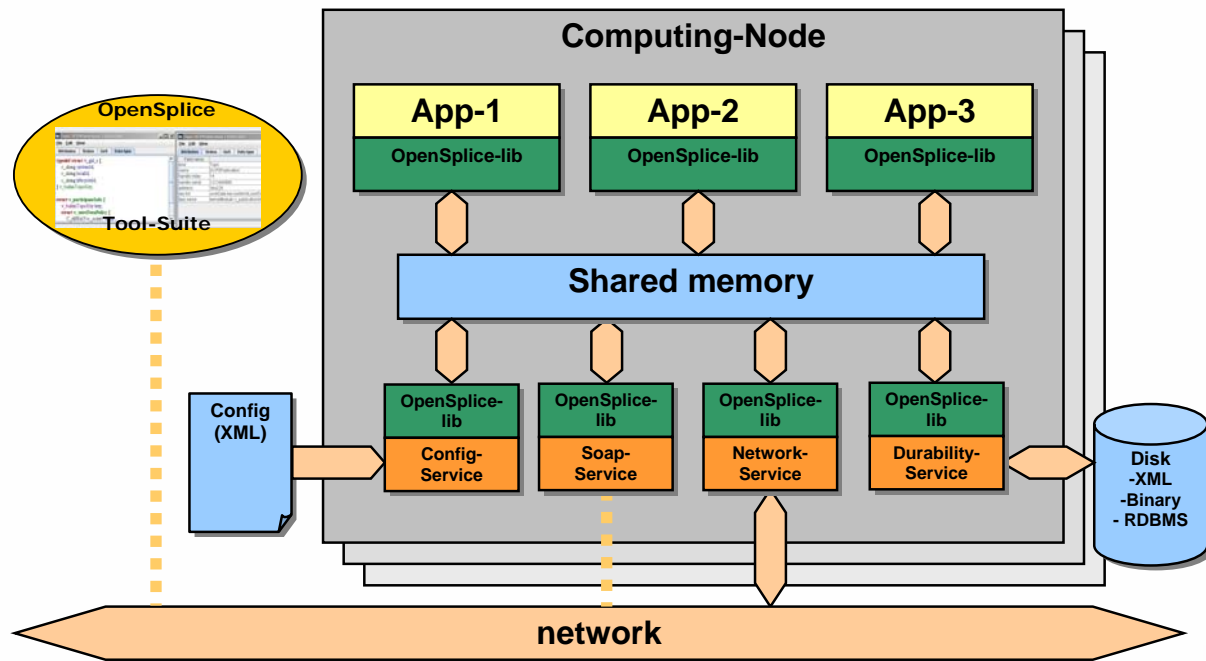 Computing-Node
OpenSplice
Tool-Suite
App-1
App-2
App-3
OpenSplice-lib
OpenSplice-lib
OpenSplice-lib
Shared memory
Config
(XML)
OpenSplice-
lib
Config-
Service
OpenSplice-
lib
Soap-
Service
OpenSplice-
lib
Network-
Service
OpenSplice-
lib
Durability-
Service
Disk
-XML
-Binary
- RDBMS
network